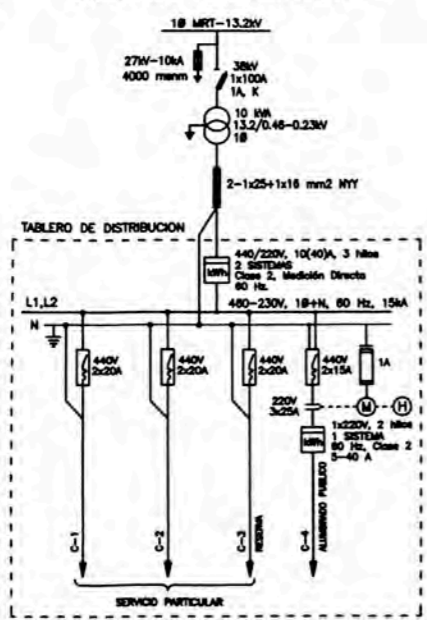 1Ø MRT-13.2kV
27kV-10kA
4000 msnm
38kV
1x100A
1A, K
10 kVA
13.2/0.46-0.23kV
1Ø
2-1x25+1x16 mm2 NYY
TABLERO DE DISTRIBUCION
440/220V, 10(40)A, 3 hilos
2 SISTEMAS
Clase 2, Medición Directa
60 Hz.
kWh
L1,L2
460-230V, 1Ø+N, 60 Hz, 15kA
N
440V
2x20A
440V
2x20A
440V
2x20A
440V
2x15A
1A
220V
3x25A
M
H
kWh
1x220V, 2 hilos
1 SISTEMA
60 Hz, Clase 2
5-40 A
C-1
C-2
C-3
RESERVA
C-4
ALUMBRADO PUBLICO
SERVICIO PARTICULAR